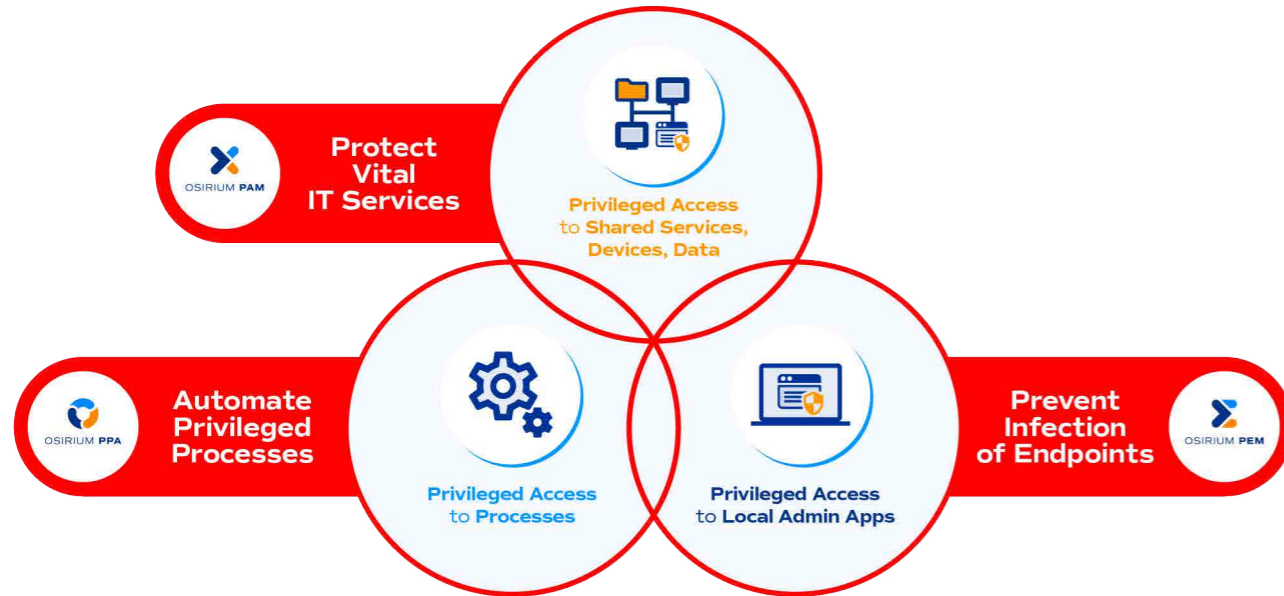 Protect
Vital
IT Services
OSIRIUM PAM
Privileged Access
to Shared Services,
Devices, Data
Automate
Privileged
Processes
OSIRIUM PPA
Privileged Access
to Processes
Privileged Access
to Local Admin Apps
Prevent
Infection
of Endpoints
OSIRIUM PEM